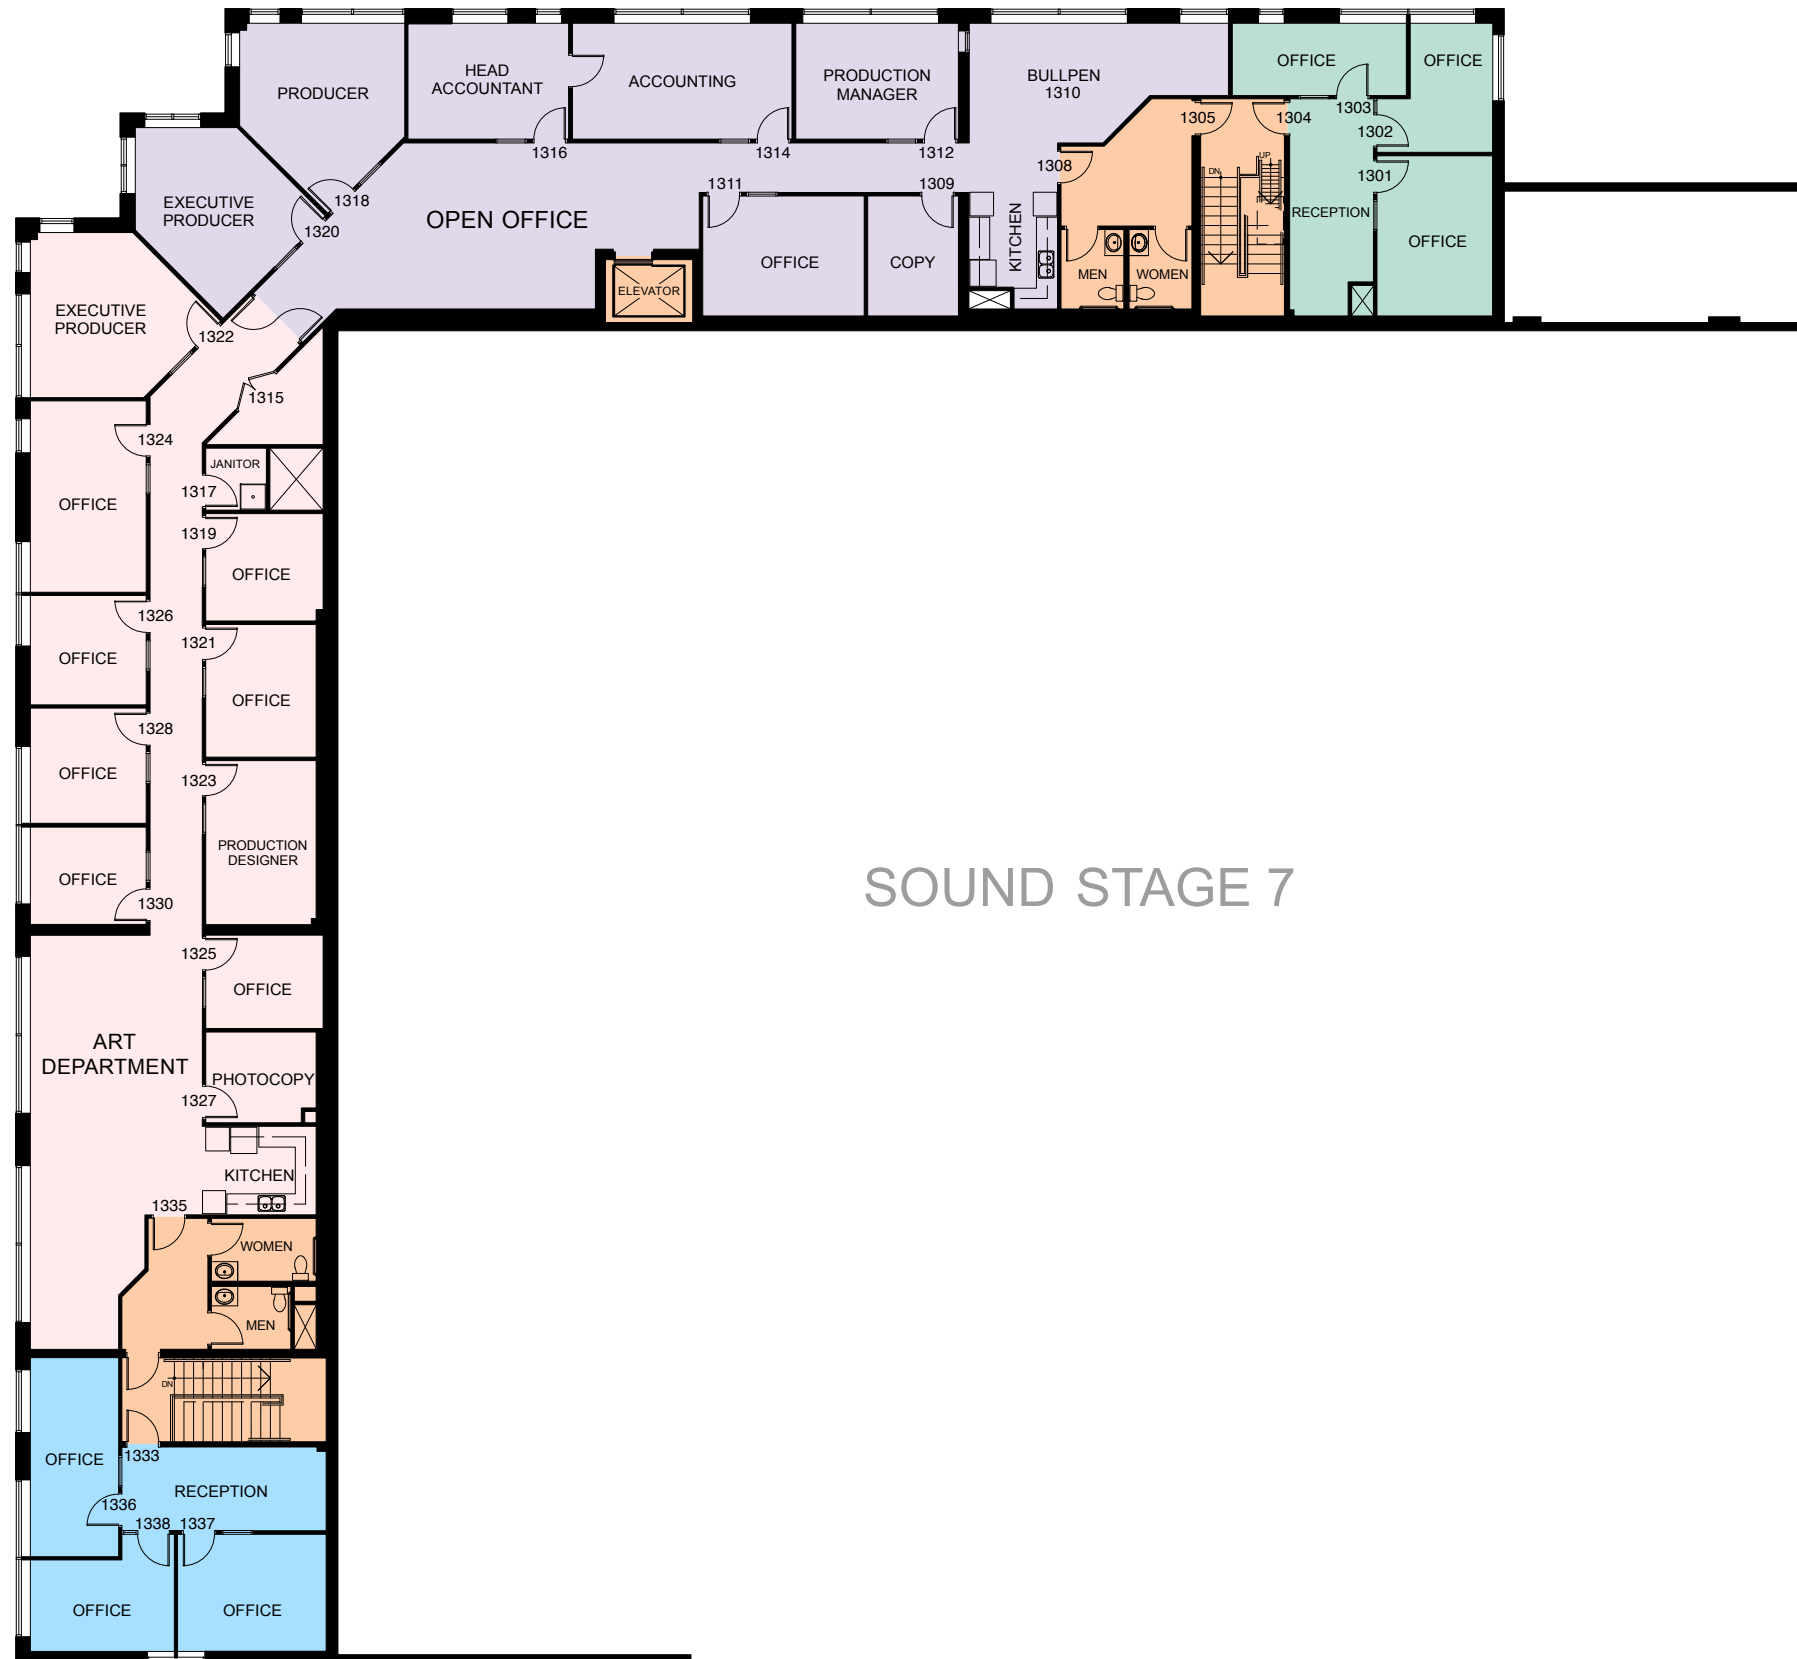 OFFICE
OFFICE
HEAD
ACCOUNTANT
ACCOUNTING
PRODUCTION
MANAGER
BULLPEN
1310
PRODUCER
1303
1305
1304
1302
1316
1314
1312
1308
DN
UP
1311
1309
1301
1318
EXECUTIVE
PRODUCER
1320
OPEN OFFICE
RECEPTION
KITCHEN
OFFICE
OFFICE
COPY
MEN
WOMEN
ELEVATOR
EXECUTIVE
PRODUCER
1322
1315
1324
JANITOR
1317
OFFICE
1319
OFFICE
1326
1321
OFFICE
OFFICE
1328
1323
OFFICE
PRODUCTION
DESIGNER
OFFICE
1330
SOUND STAGE 7
1325
OFFICE
ART
DEPARTMENT
PHOTOCOPY
1327
KITCHEN
1335
WOMEN
MEN
DN
OFFICE
1333
RECEPTION
1336
1338
1337
OFFICE
OFFICE